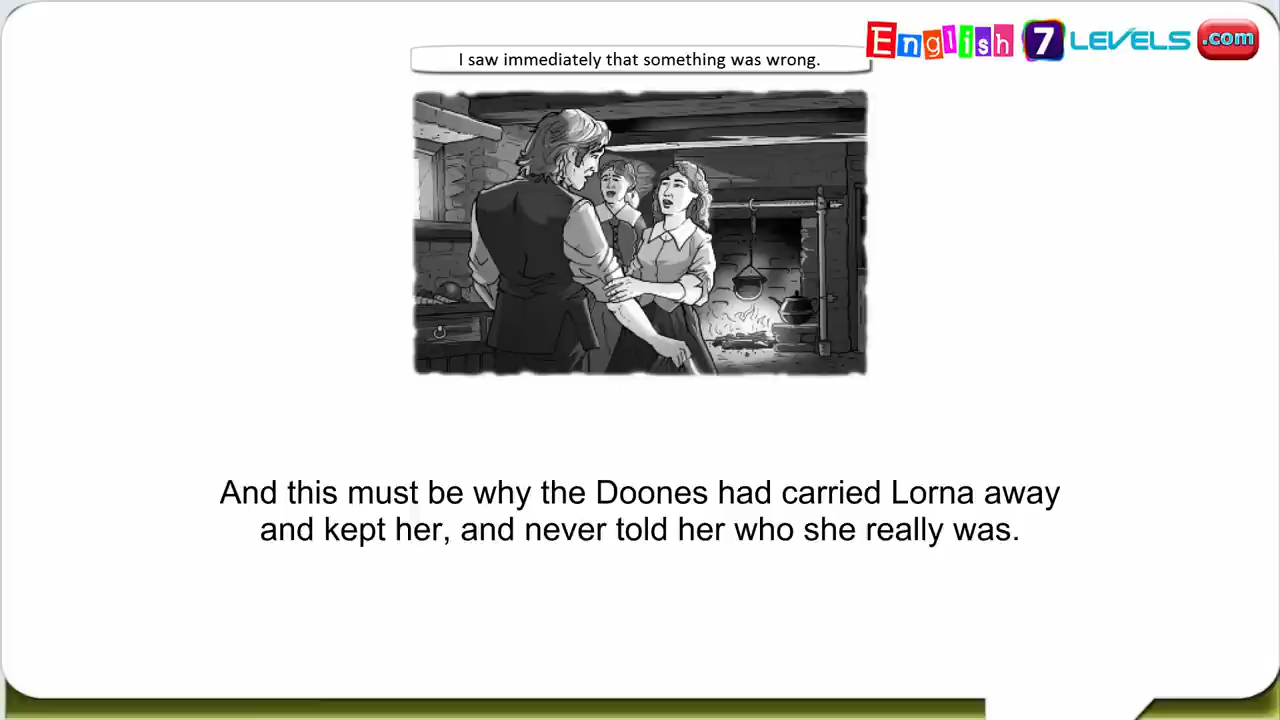 English 7 LEVELS .com
I saw immediately that something was wrong.
And this must be why the Doones had carried Lorna away
and kept her, and never told her who she really was.